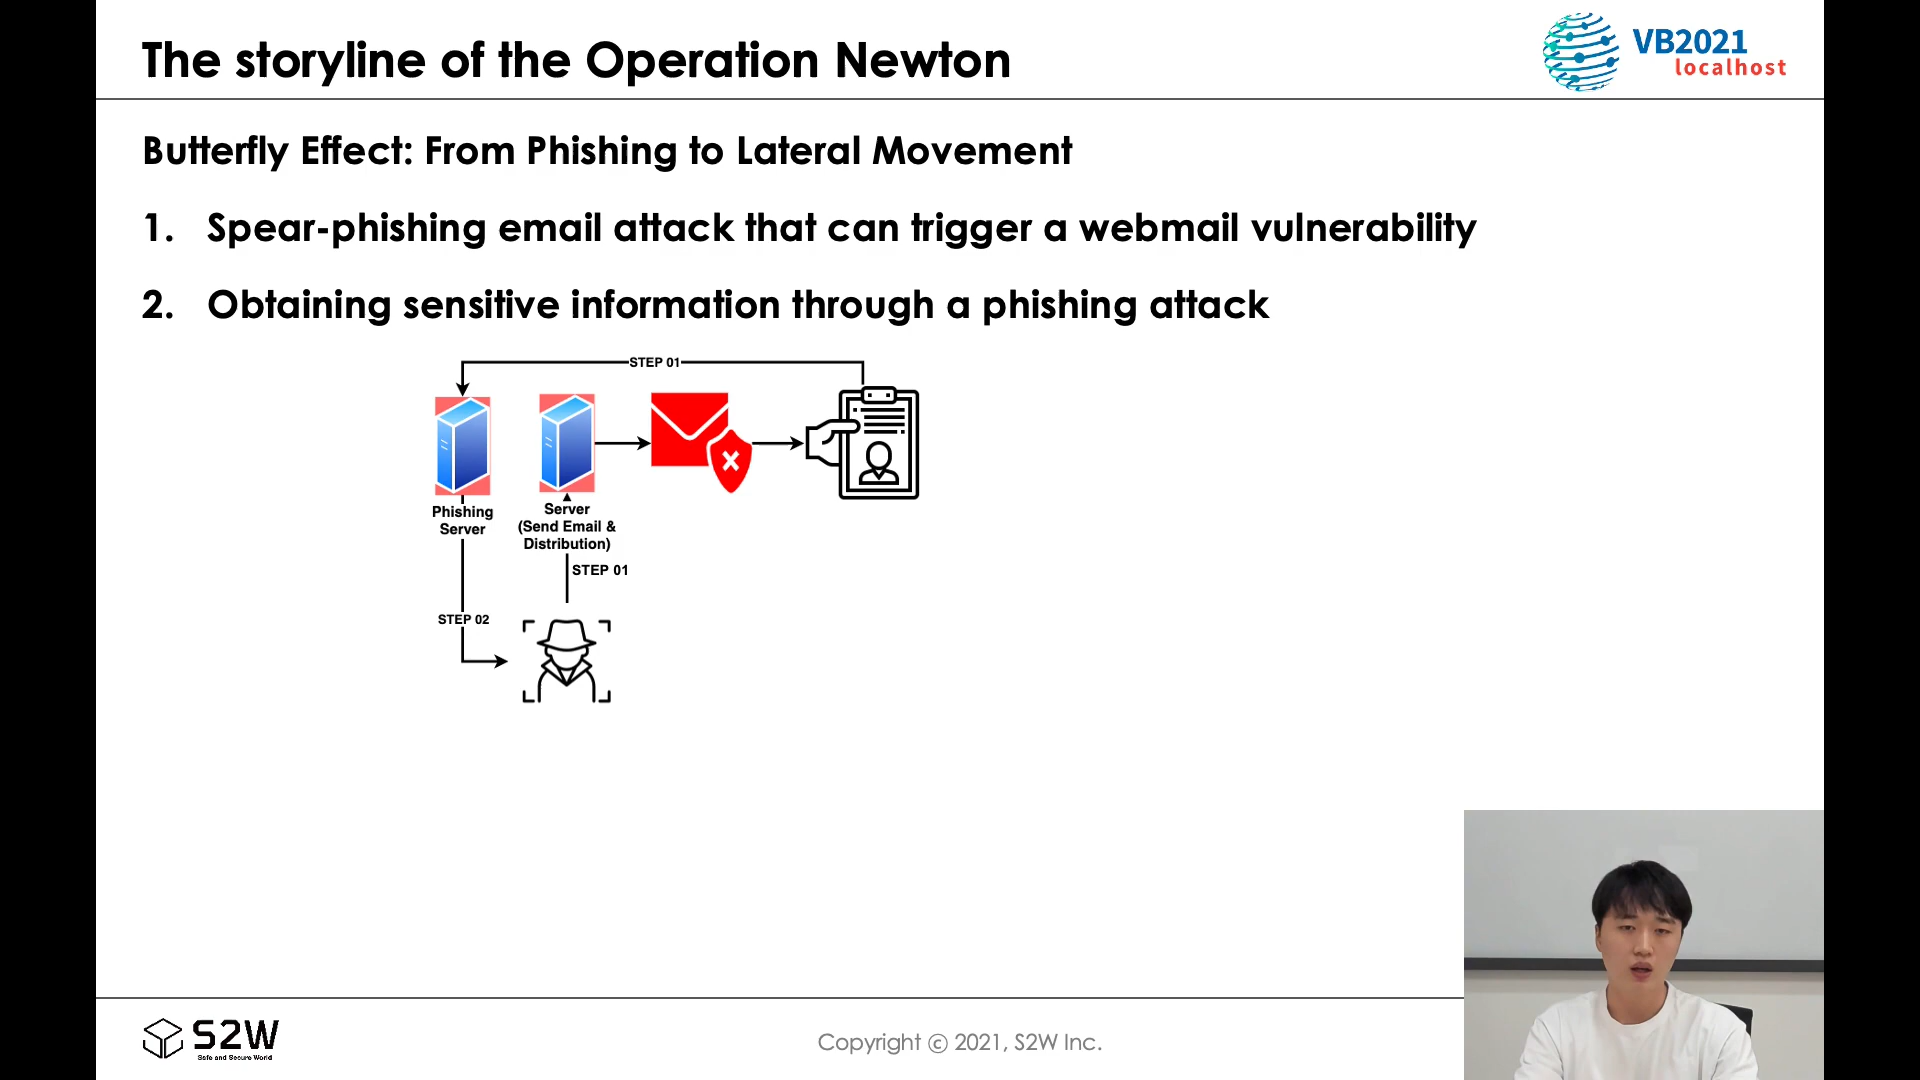 The storyline of the Operation Newton
VB2021
localhost
Butterfly Effect: From Phishing to Lateral Movement
1. Spear-phishing email attack that can trigger a webmail vulnerability
2. Obtaining sensitive information through a phishing attack
STEP 01
Phishing
Server
Server
(Send Email &
Distribution)
STEP 01
STEP 02
S2W
Safe and Secure World
Copyright © 2021, S2W Inc.